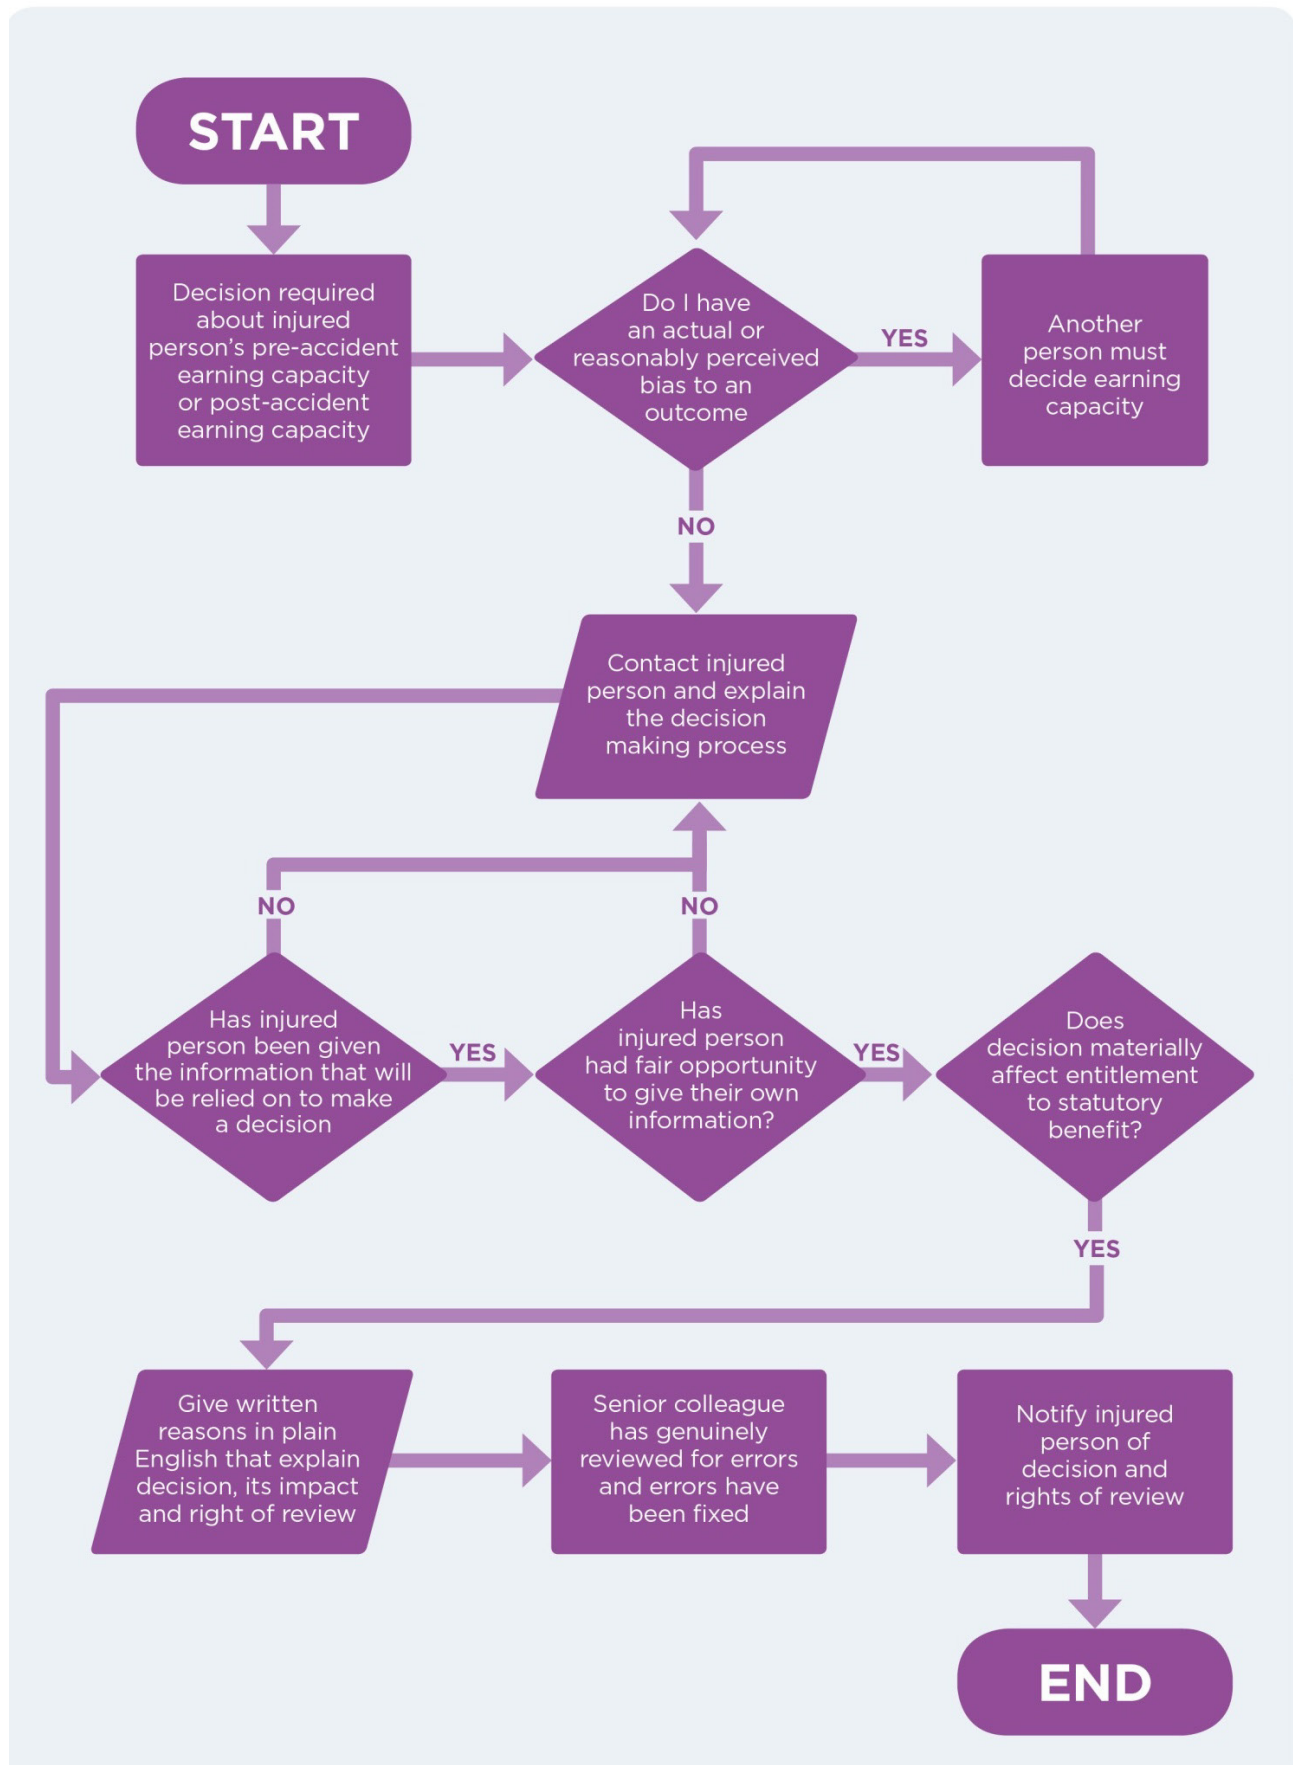 START
Decision required
about injured
person's pre-accident
earning capacity
or post-accident
earning capacity
Do I have
an actual or
reasonably perceived
bias to an
outcome
YES
Another
person must
decide earning
capacity
NO
Contact injured
person and explain
the decision
making process
NO
NO
Has injured
person been given
the information that will
be relied on to make
a decision
YES
Has
injured person
had fair opportunity
to give their own
information?
YES
Does
decision materially
affect entitlement
to statutory
benefit?
YES
Give written
reasons in plain
English that explain
decision, its impact
and right of review
Senior colleague
has genuinely
reviewed for errors
and errors have
been fixed
Notify injured
person of
decision and
rights of review
END